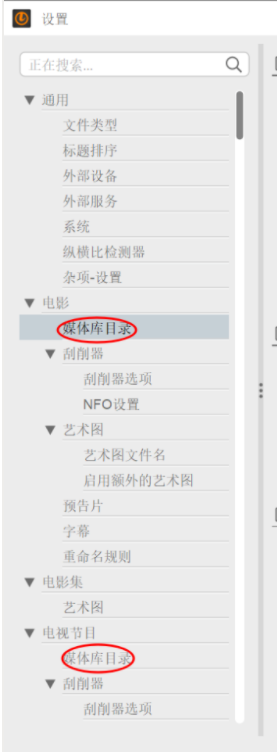 设置
正在搜索...
通用
文件类型
标题排序
外部设备
外部服务
系统
纵横比检测器
杂项-设置
电影
媒体库目录
刮削器
刮削器选项
NFO设置
艺术图
艺术图文件名
启用额外的艺术图
预告片
字幕
重命名规则
电影集
艺术图
电视节目
媒体库目录
刮削器
刮削器选项